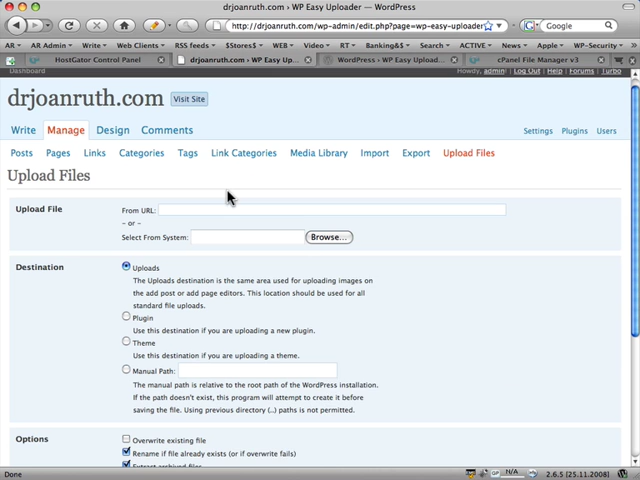 drjoanruth.com › WP Easy Uploader — WordPress
http://drjoanruth.com/wp-admin/edit.php?page=wp-easy-uploader
Google
AR AR Admin Write Web Clients RSS feeds $Stores$ WEB RT Banking&& Search ACTIVE News Apple WP-Security
HostGator Control Panel drjoanruth.com › WP Easy Up... WordPress › WP Easy Upload... cPanel File Manager v3
Dashboard Howdy, admin! Log Out Help Forums Turbo
drjoanruth.com Visit Site
Write Manage Design Comments Settings Plugins Users
Posts Pages Links Categories Tags Link Categories Media Library Import Export Upload Files
Upload Files
Upload File From URL:
- or -
Select From System: Browse...
Destination Uploads
The Uploads destination is the same area used for uploading images on
the add post or add page editors. This location should be used for all
standard file uploads.
Plugin
Use this destination if you are uploading a new plugin.
Theme
Use this destination if you are uploading a theme.
Manual Path:
The manual path is relative to the root path of the WordPress installation.
If the path doesn't exist, this program will attempt to create it before
saving the file. Using previous directory (..) paths is not permitted.
Options Overwrite existing file
Rename if file already exists (or if overwrite fails)
Extract archived files
Done N/A 2.6.5 [25.11.2008]